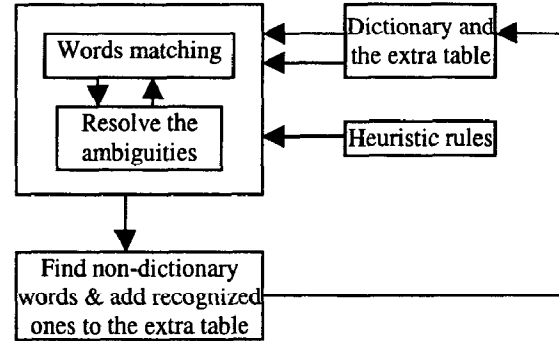 Words matching
Resolve the
ambiguities
Dictionary and
the extra table
Heuristic rules
Find non-dictionary
words & add recognized
ones to the extra table